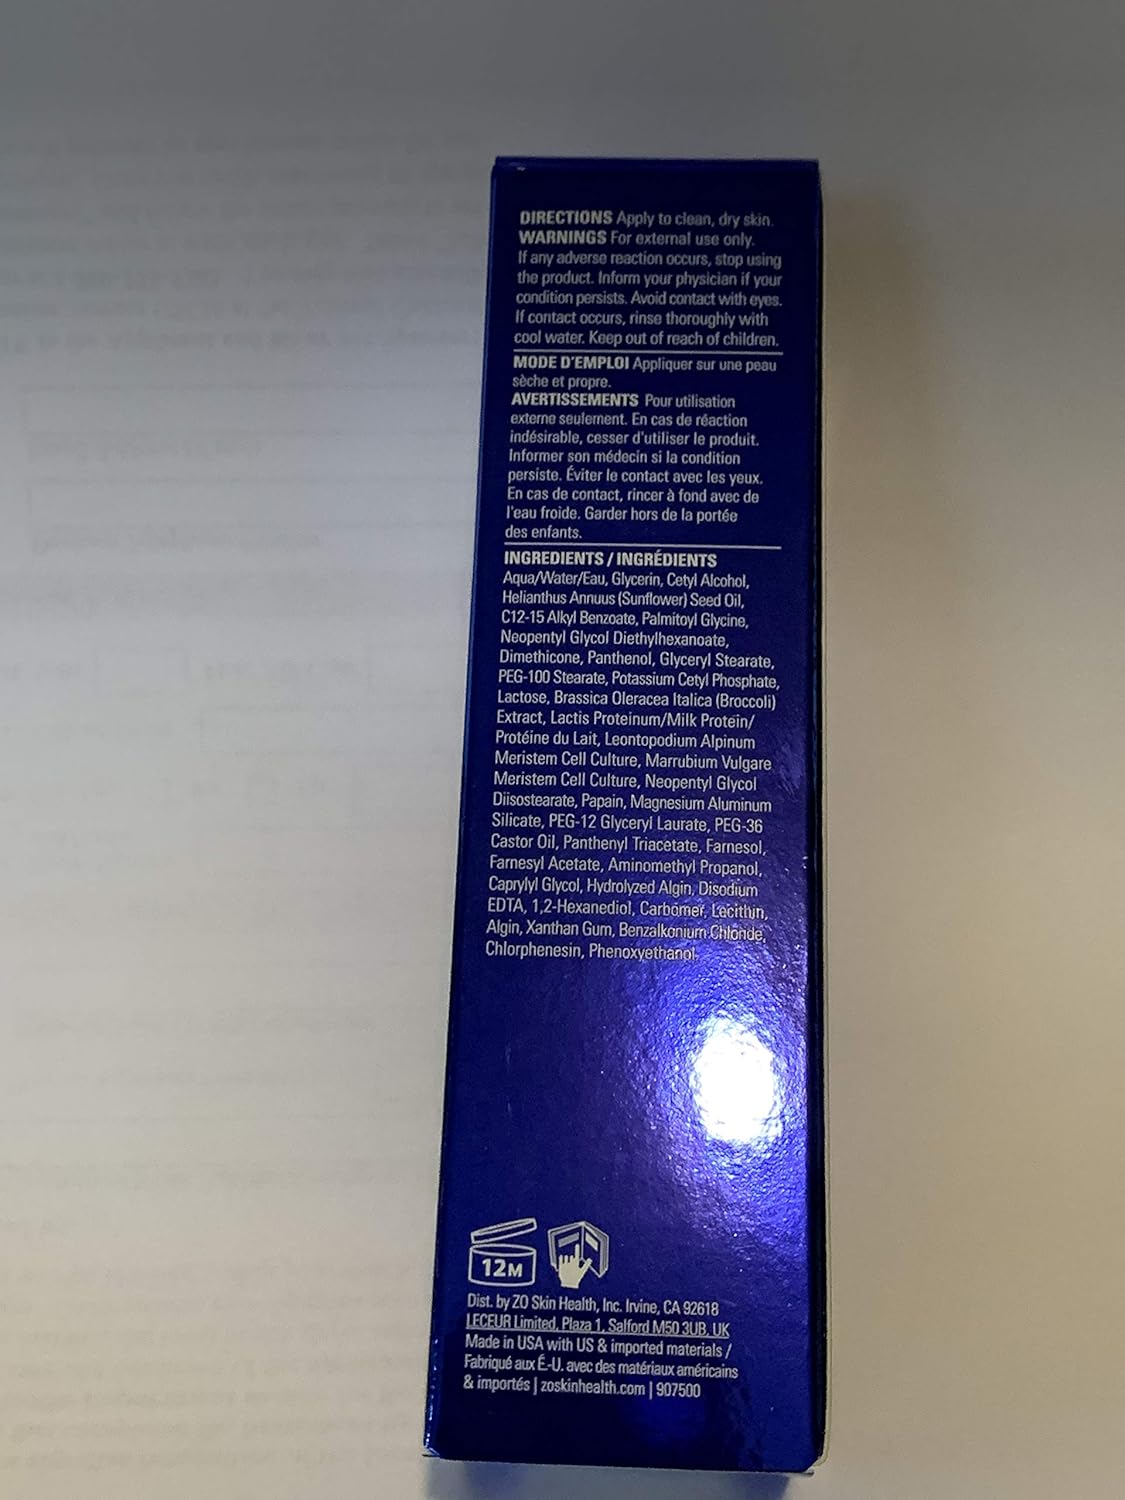 DIRECTIONS Apply to clean, dry skin.
WARNINGS For external use only.
If any adverse reaction occurs, stop using
the product. Inform your physician if your
condition persists. Avoid contact with eyes.
If contact occurs, rinse thoroughly with
cool water. Keep out of reach of children.
MODE D'EMPLOI Appliquer sur une peau
sèche et propre.
AVERTISSEMENTS Pour utilisation
externe seulement. En cas de réaction
indésirable, cesser d'utiliser le produit.
Informer son médecin si la condition
persiste. Éviter le contact avec les yeux.
En cas de contact, rincer à fond avec de
l'eau froide. Garder hors de la portée
des enfants.
INGREDIENTS / INGRÉDIENTS
Aqua/Water/Eau, Glycerin, Cetyl Alcohol,
Helianthus Annuus (Sunflower) Seed Oil,
C12-15 Alkyl Benzoate, Palmitoyl Glycine,
Neopentyl Glycol Diethylhexanoate,
Dimethicone, Panthenol, Glyceryl Stearate,
PEG-100 Stearate, Potassium Cetyl Phosphate,
Lactose, Brassica Oleracea Italica (Broccoli)
Extract, Lactis Proteinum/Milk Protein/
Protéine du Lait, Leontopodium Alpinum
Meristem Cell Culture, Marrubium Vulgare
Meristem Cell Culture, Neopentyl Glycol
Diisostearate, Papain, Magnesium Aluminum
Silicate, PEG-12 Glyceryl Laurate, PEG-36
Castor Oil, Panthenyl Triacetate, Farnesol,
Farnesyl Acetate, Aminomethyl Propanol,
Caprylyl Glycol, Hydrolyzed Algin, Disodium
EDTA, 1,2-Hexanediol, Carbomer, Lecithin,
Algin, Xanthan Gum, Benzalkonium Chloride,
Chlorphenesin, Phenoxyethanol.
12M
Dist. by ZO Skin Health, Inc. Irvine, CA 92618
LECEUR Limited, Plaza 1, Salford M50 3UB, UK
Made in USA with US & imported materials /
Fabriqué aux É.-U. avec des matériaux américains
& importés | zoskinhealth.com | 907500